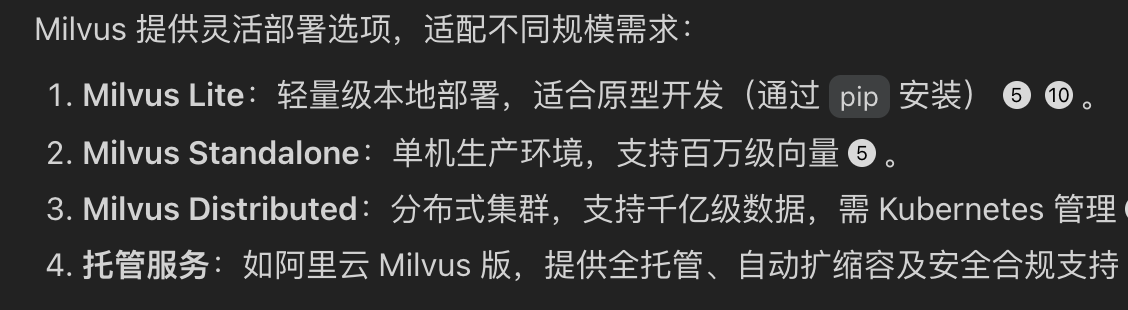 Milvus 提供灵活部署选项，适配不同规模需求：
1. Milvus Lite：轻量级本地部署，适合原型开发（通过 pip 安装） 5 10 。
2. Milvus Standalone：单机生产环境，支持百万级向量 5 。
3. Milvus Distributed：分布式集群，支持千亿级数据，需 Kubernetes 管理
4. 托管服务：如阿里云 Milvus 版，提供全托管、自动扩缩容及安全合规支持